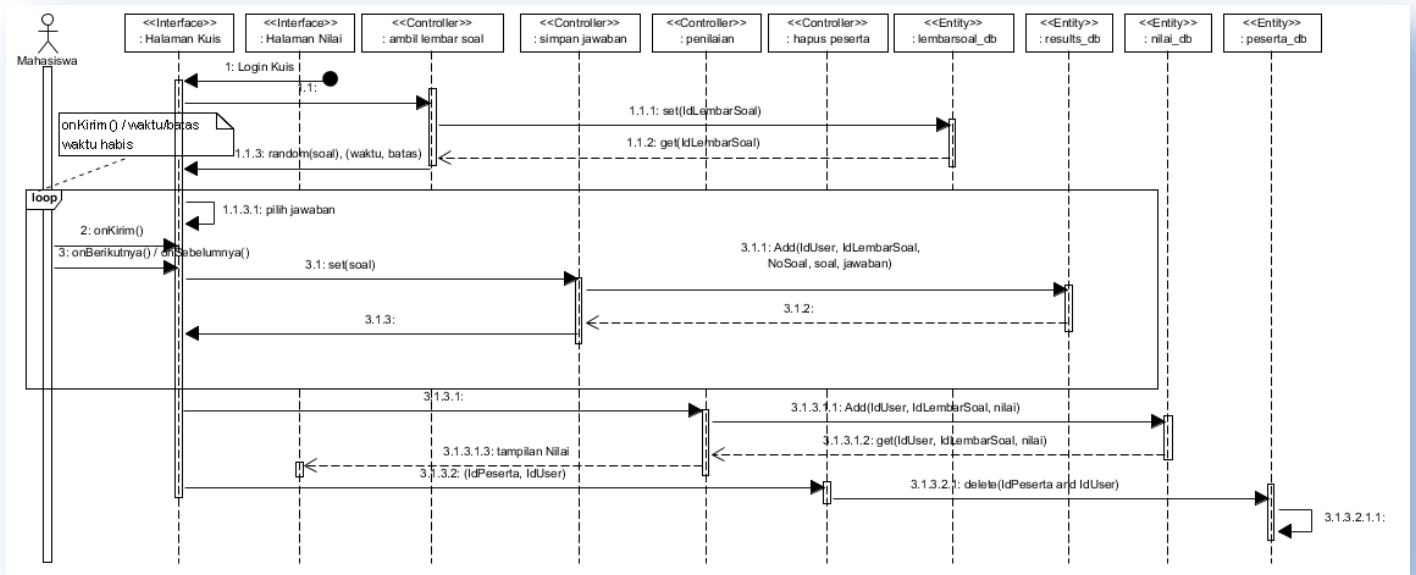 <<Interface>>
: Halaman Kuis
<<Interface>>
: Halaman Nilai
<<Controller>>
: ambil lembar soal
<<Controller>>
: simpan jawaban
<<Controller>>
: penilaian
<<Controller>>
: hapus peserta
<<Entity>>
: lembarsoal_db
<<Entity>>
: results_db
<<Entity>>
: nilai_db
<<Entity>>
: peserta_db
Mahasiswa
1: Login Kuis
1.1:
onKirim() / waktu/batas
waktu habis
1.1.1: set(IdLembarSoal)
1.1.2: get(IdLembarSoal)
1.1.3: random(soal), (waktu, batas)
loop
1.1.3.1: pilih jawaban
2: onKirim()
3: onBerikutnya() / onSebelumnya()
3.1: set(soal)
3.1.1: Add(IdUser, IdLembarSoal,
NoSoal, soal, jawaban)
3.1.2:
3.1.3:
3.1.3.1:
3.1.3.1.1: Add(IdUser, IdLembarSoal, nilai)
3.1.3.1.2: get(IdUser, IdLembarSoal, nilai)
3.1.3.1.3: tampilan Nilai
3.1.3.2: (IdPeserta, IdUser)
3.1.3.2.1: delete(IdPeserta and IdUser)
3.1.3.2.1.1: